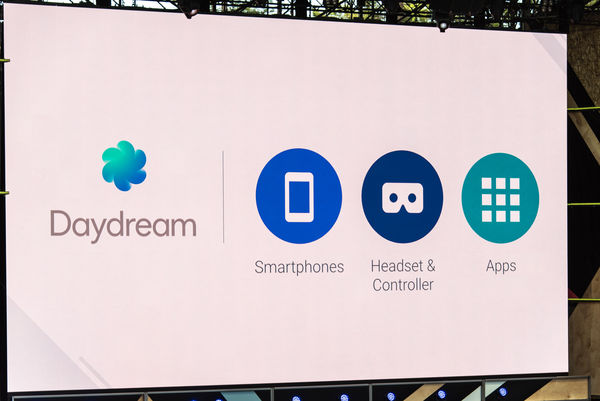 Daydream
Smartphones
Headset &
Controller
Apps